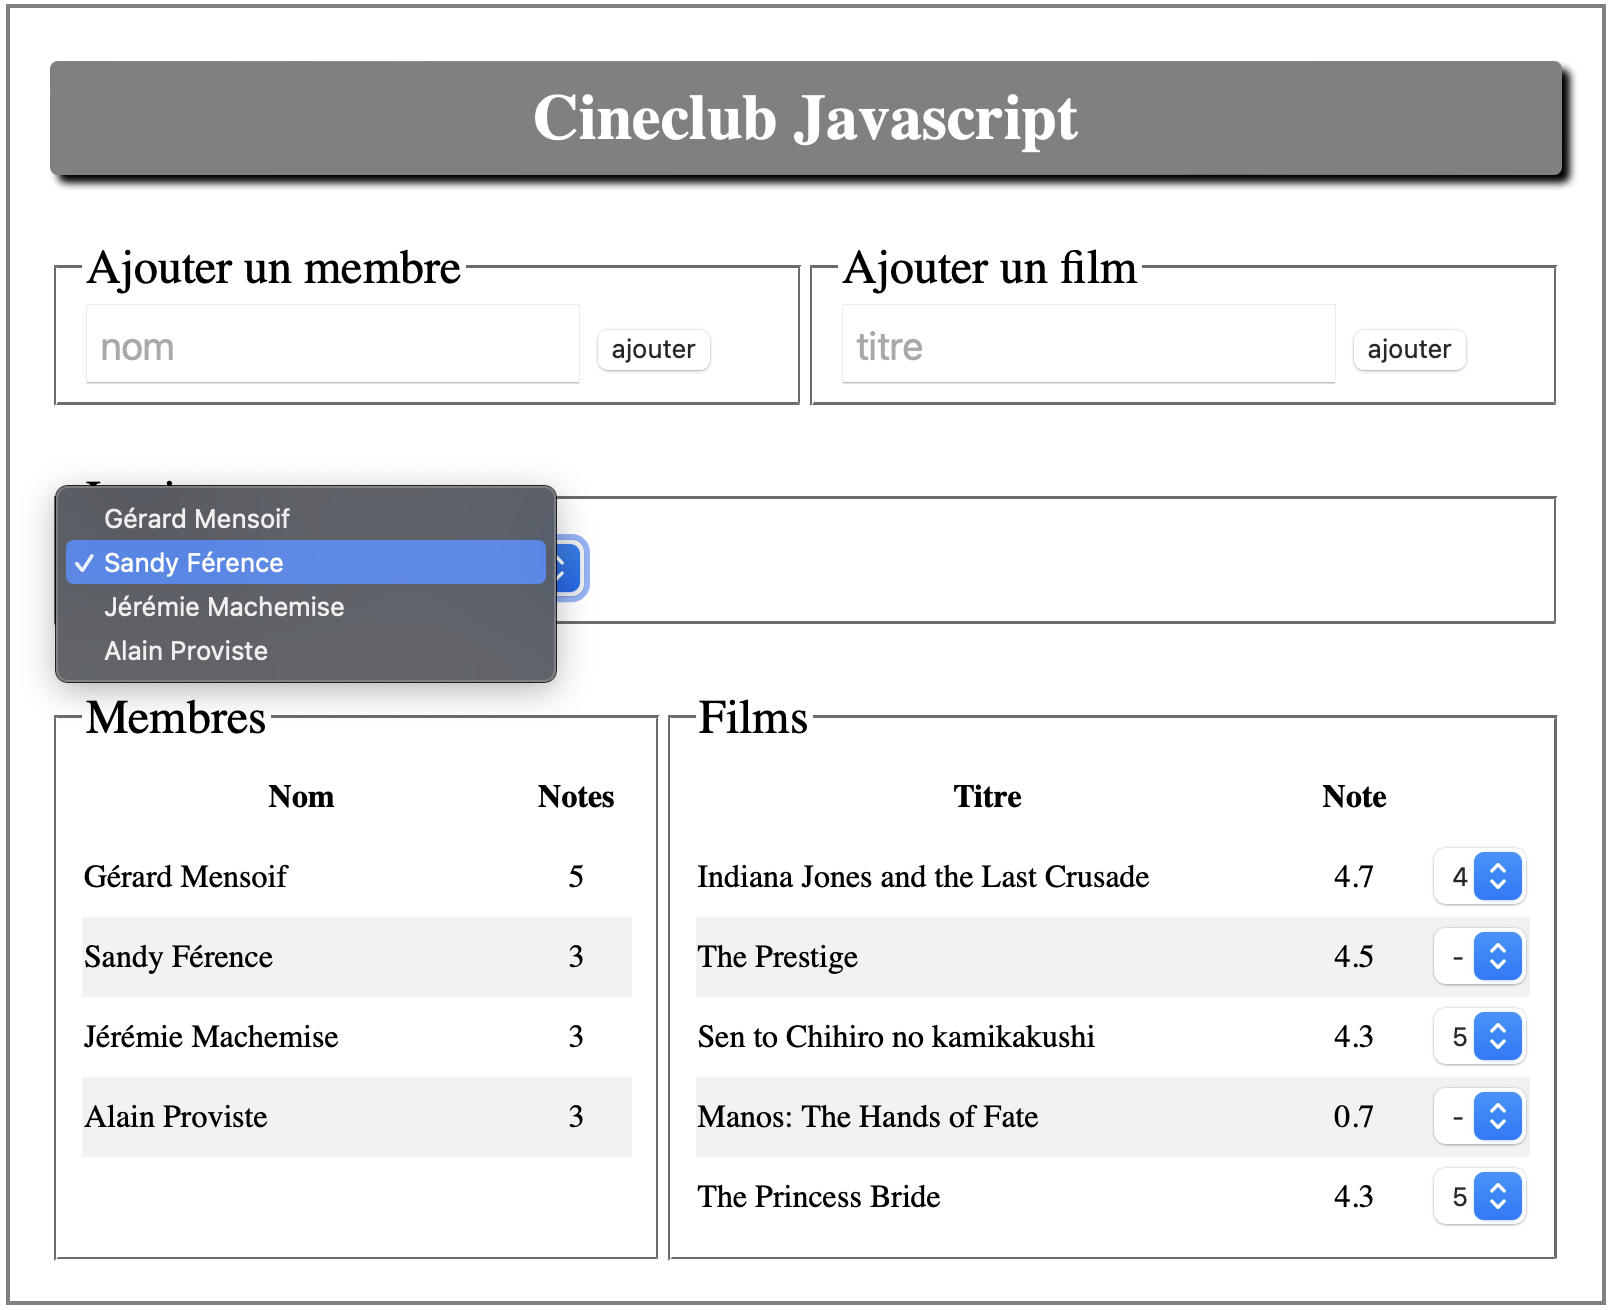 Cineclub Javascript
Ajouter un membre
nom
ajouter
Ajouter un film
titre
ajouter
Gérard Mensoif
✓ Sandy Férence
Jérémie Machemise
Alain Proviste
Membres
Nom Notes
Gérard Mensoif 5
Sandy Férence 3
Jérémie Machemise 3
Alain Proviste 3
Films
Titre Note
Indiana Jones and the Last Crusade 4.7 4
The Prestige 4.5 -
Sen to Chihiro no kamikakushi 4.3 5
Manos: The Hands of Fate 0.7 -
The Princess Bride 4.3 5